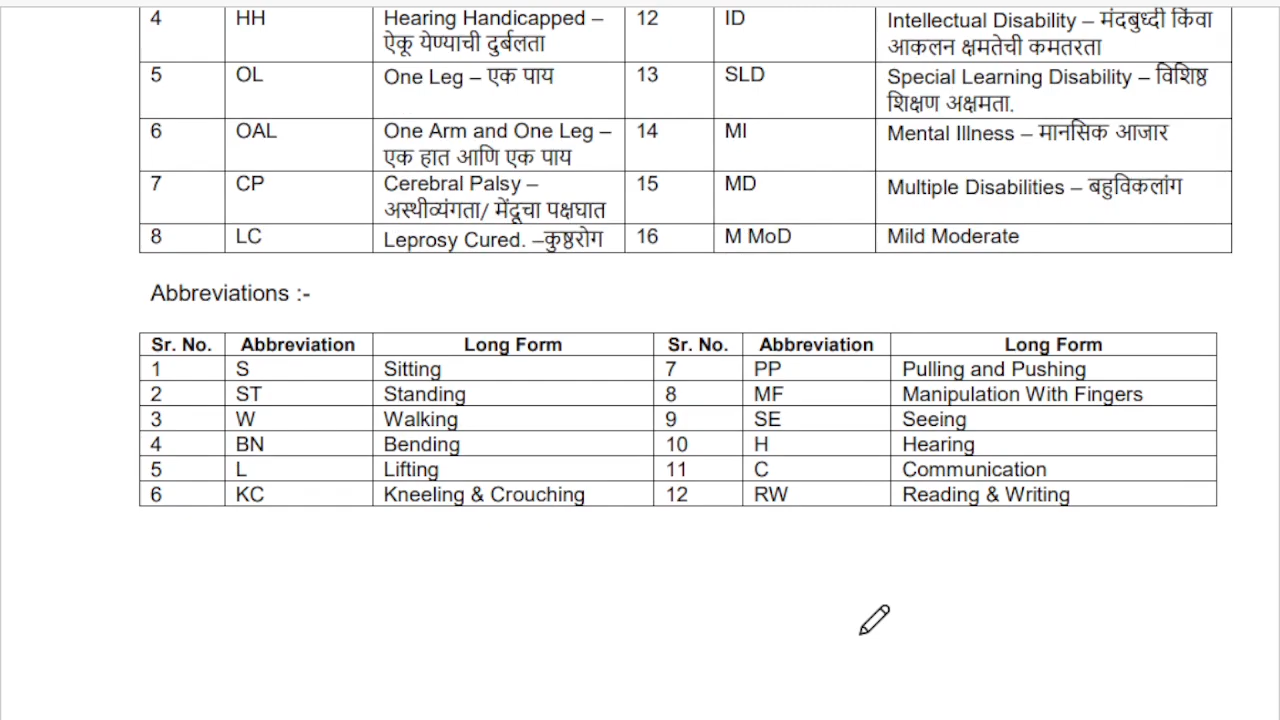 4 HH Hearing Handicapped – 12 ID Intellectual Disability – मंदबुध्दी किंवा
ऐकू येण्याची दुर्बलता आकलन क्षमतेची कमतरता
5 OL One Leg – एक पाय 13 SLD Special Learning Disability – विशिष्ठ
शिक्षण अक्षमता.
6 OAL One Arm and One Leg – 14 MI Mental Illness – मानसिक आजार
एक हात आणि एक पाय
7 CP Cerebral Palsy – 15 MD Multiple Disabilities – बहुविकलांग
अस्थीव्यंगता/ मेंदूचा पक्षघात
8 LC Leprosy Cured. –कुष्ठरोग 16 M MoD Mild Moderate
Abbreviations :-
Sr. No. Abbreviation Long Form Sr. No. Abbreviation Long Form
1 S Sitting 7 PP Pulling and Pushing
2 ST Standing 8 MF Manipulation With Fingers
3 W Walking 9 SE Seeing
4 BN Bending 10 H Hearing
5 L Lifting 11 C Communication
6 KC Kneeling & Crouching 12 RW Reading & Writing